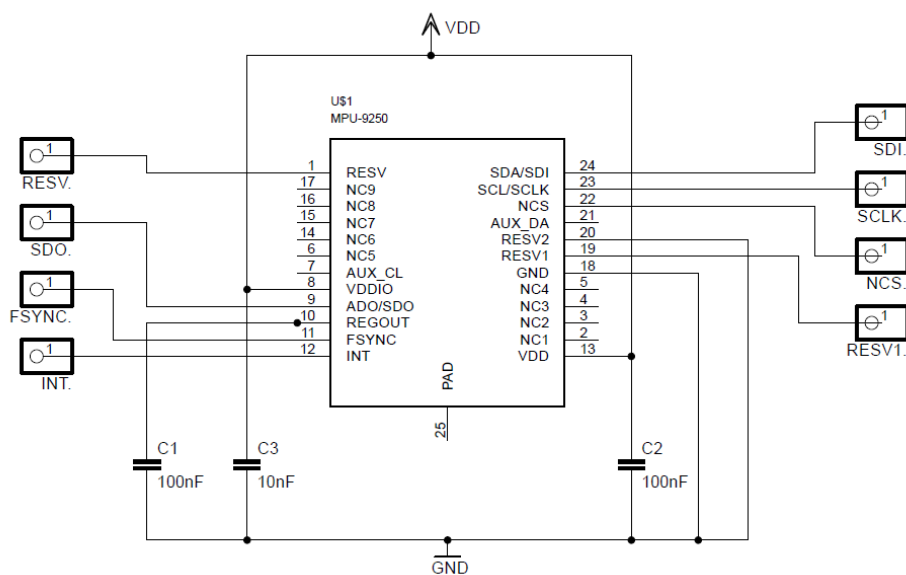 VDD
U$1
MPU-9250
1
RESV.
1
SDO.
1
FSYNC.
1
INT.
1 RESV SDA/SDI 24
17 NC9 SCL/SCLK 23
16 NC8 NCS 22
15 NC7 AUX_DA 21
14 NC6 RESV2 20
6 NC5 RESV1 19
7 AUX_CL GND 18
8 VDDIO NC4 5
9 ADO/SDO NC3 4
10 REGOUT NC2 3
11 FSYNC NC1 2
12 INT VDD 13
PAD
25
1
SDI.
1
SCLK.
1
NCS.
1
RESV1.
C1
100nF
C3
10nF
C2
100nF
GND